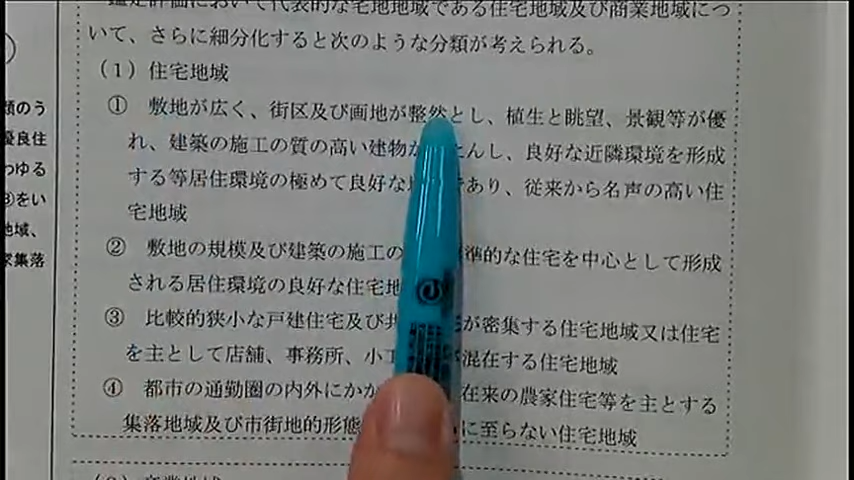 鑑定評価において代表的な宅地地域である住宅地域及び商業地域につ
いて、さらに細分化すると次のような分類が考えられる。
(1)住宅地域
① 敷地が広く、街区及び画地が整然とし、植生と眺望、景観等が優
れ、建築の施工の質の高い建物が たんし、良好な近隣環境を形成
する等居住環境の極めて良好な地 であり、従来から名声の高い住
宅地域
② 敷地の規模及び建築の施工の 標準的な住宅を中心として形成
される居住環境の良好な住宅地
③ 比較的狭小な戸建住宅及び共 が密集する住宅地域又は住宅
を主として店舗、事務所、小工 が混在する住宅地域
④ 都市の通勤圏の内外にかか 在来の農家住宅等を主とする
集落地域及び市街地的形態 に至らない住宅地域
類のう
優良住
わゆる
③をい
地域、
家集落